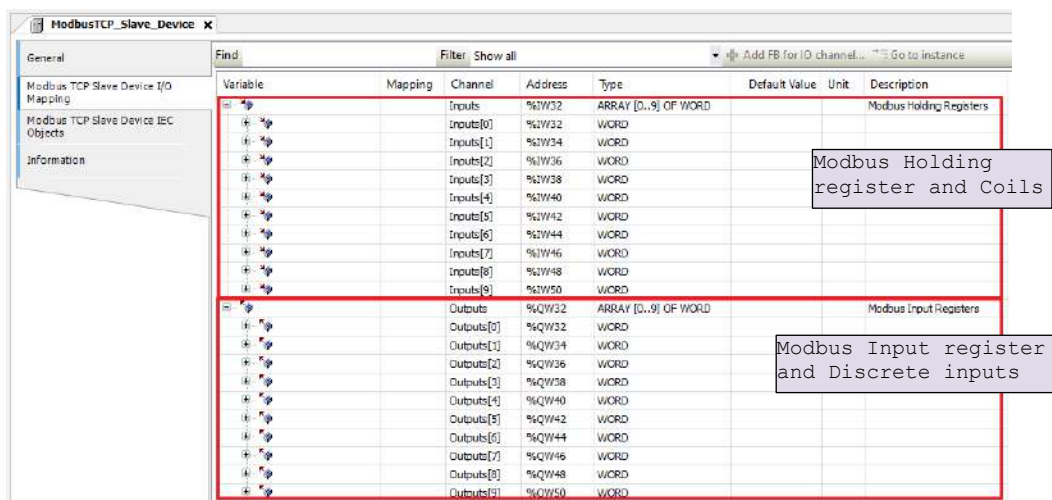 ModbusTCP_Slave_Device X
General
Modbus TCP Slave Device I/O
Mapping
Modbus TCP Slave Device IEC
Objects
Information
Find Filter Show all Add FB for IO channel... Go to instance
Variable Mapping Channel Address Type Default Value Unit Description
Inputs %IW32 ARRAY [0..9] OF WORD Modbus Holding Registers
Inputs[0] %IW32 WORD
Inputs[1] %IW34 WORD
Inputs[2] %IW36 WORD
Inputs[3] %IW38 WORD
Inputs[4] %IW40 WORD
Inputs[5] %IW42 WORD
Inputs[6] %IW44 WORD
Inputs[7] %IW46 WORD
Inputs[8] %IW48 WORD
Inputs[9] %IW50 WORD
Modbus Holding
register and Coils
Outputs %QW32 ARRAY [0..9] OF WORD Modbus Input Registers
Outputs[0] %QW32 WORD
Outputs[1] %QW34 WORD
Outputs[2] %QW36 WORD
Outputs[3] %QW38 WORD
Outputs[4] %QW40 WORD
Outputs[5] %QW42 WORD
Outputs[6] %QW44 WORD
Outputs[7] %QW46 WORD
Outputs[8] %QW48 WORD
Outputs[9] %QW50 WORD
Modbus Input register
and Discrete inputs